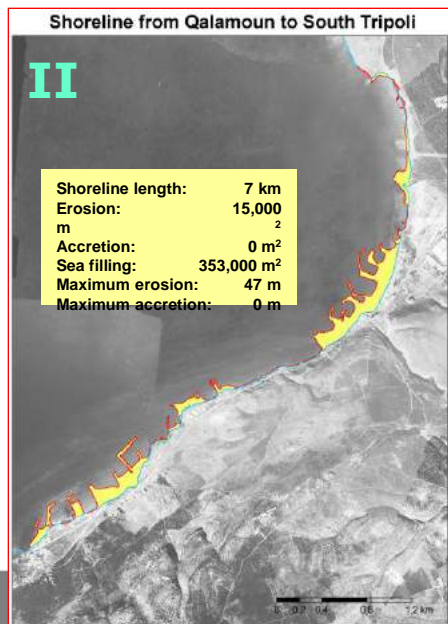 Shoreline from Qalamoun to South Tripoli
II
Shoreline length: 7 km
Erosion: 15,000
m 2
Accretion: 0 m²
Sea filling: 353,000 m²
Maximum erosion: 47 m
Maximum accretion: 0 m
0 0.2 0.4 0.8 1.2 km